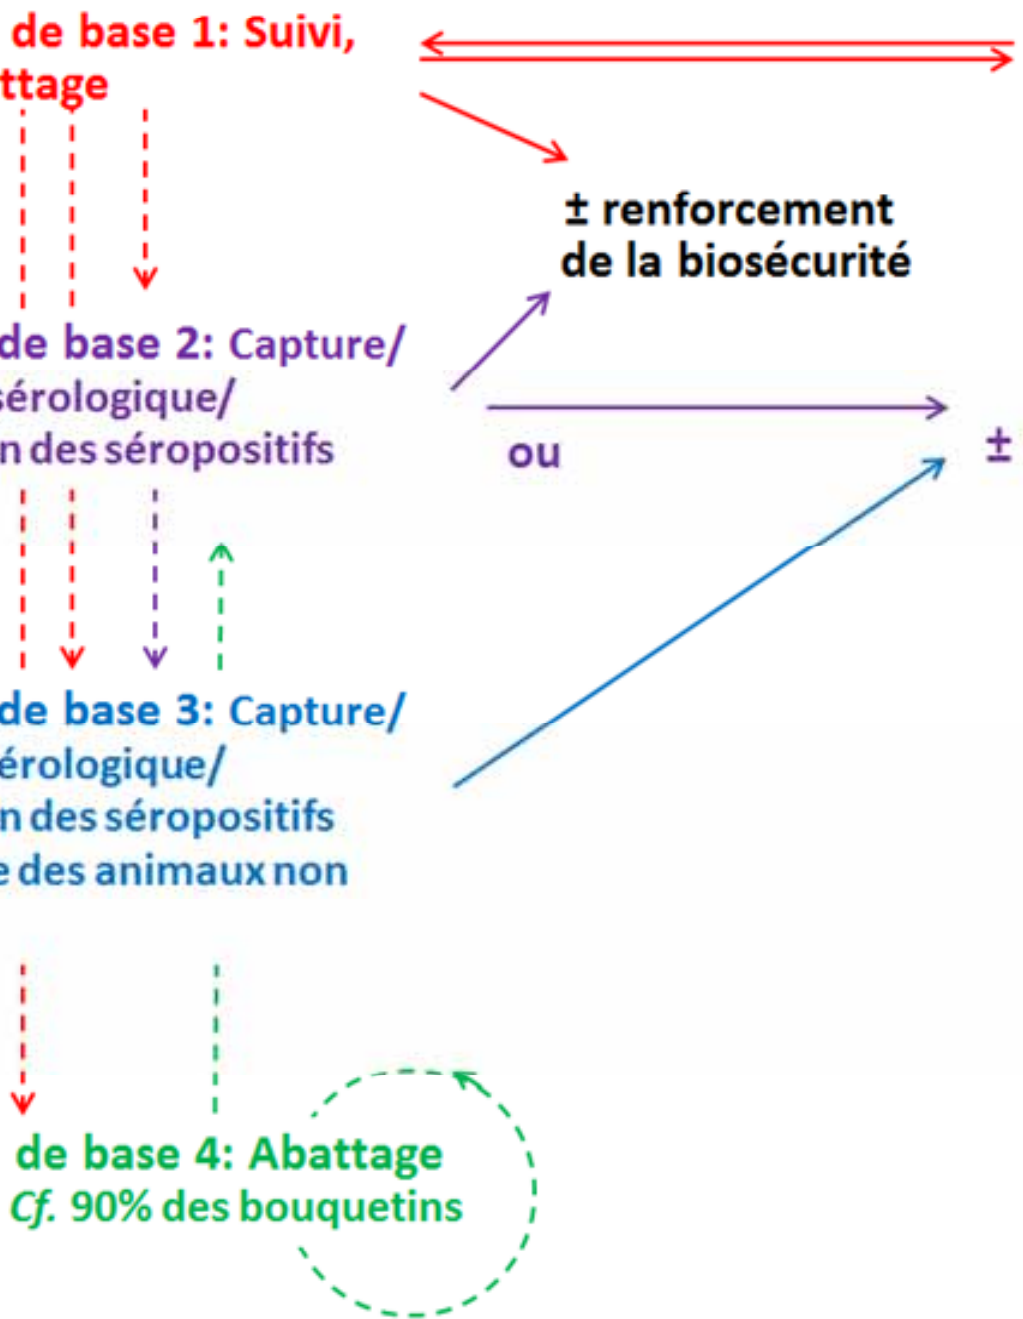 de base 1: Suivi,
ttage
± renforcement
de la biosécurité
de base 2: Capture/
sérologique/
n des séropositifs
ou
±
de base 3: Capture/
érologique/
n des séropositifs
e des animaux non
de base 4: Abattage
Cf. 90% des bouquetins